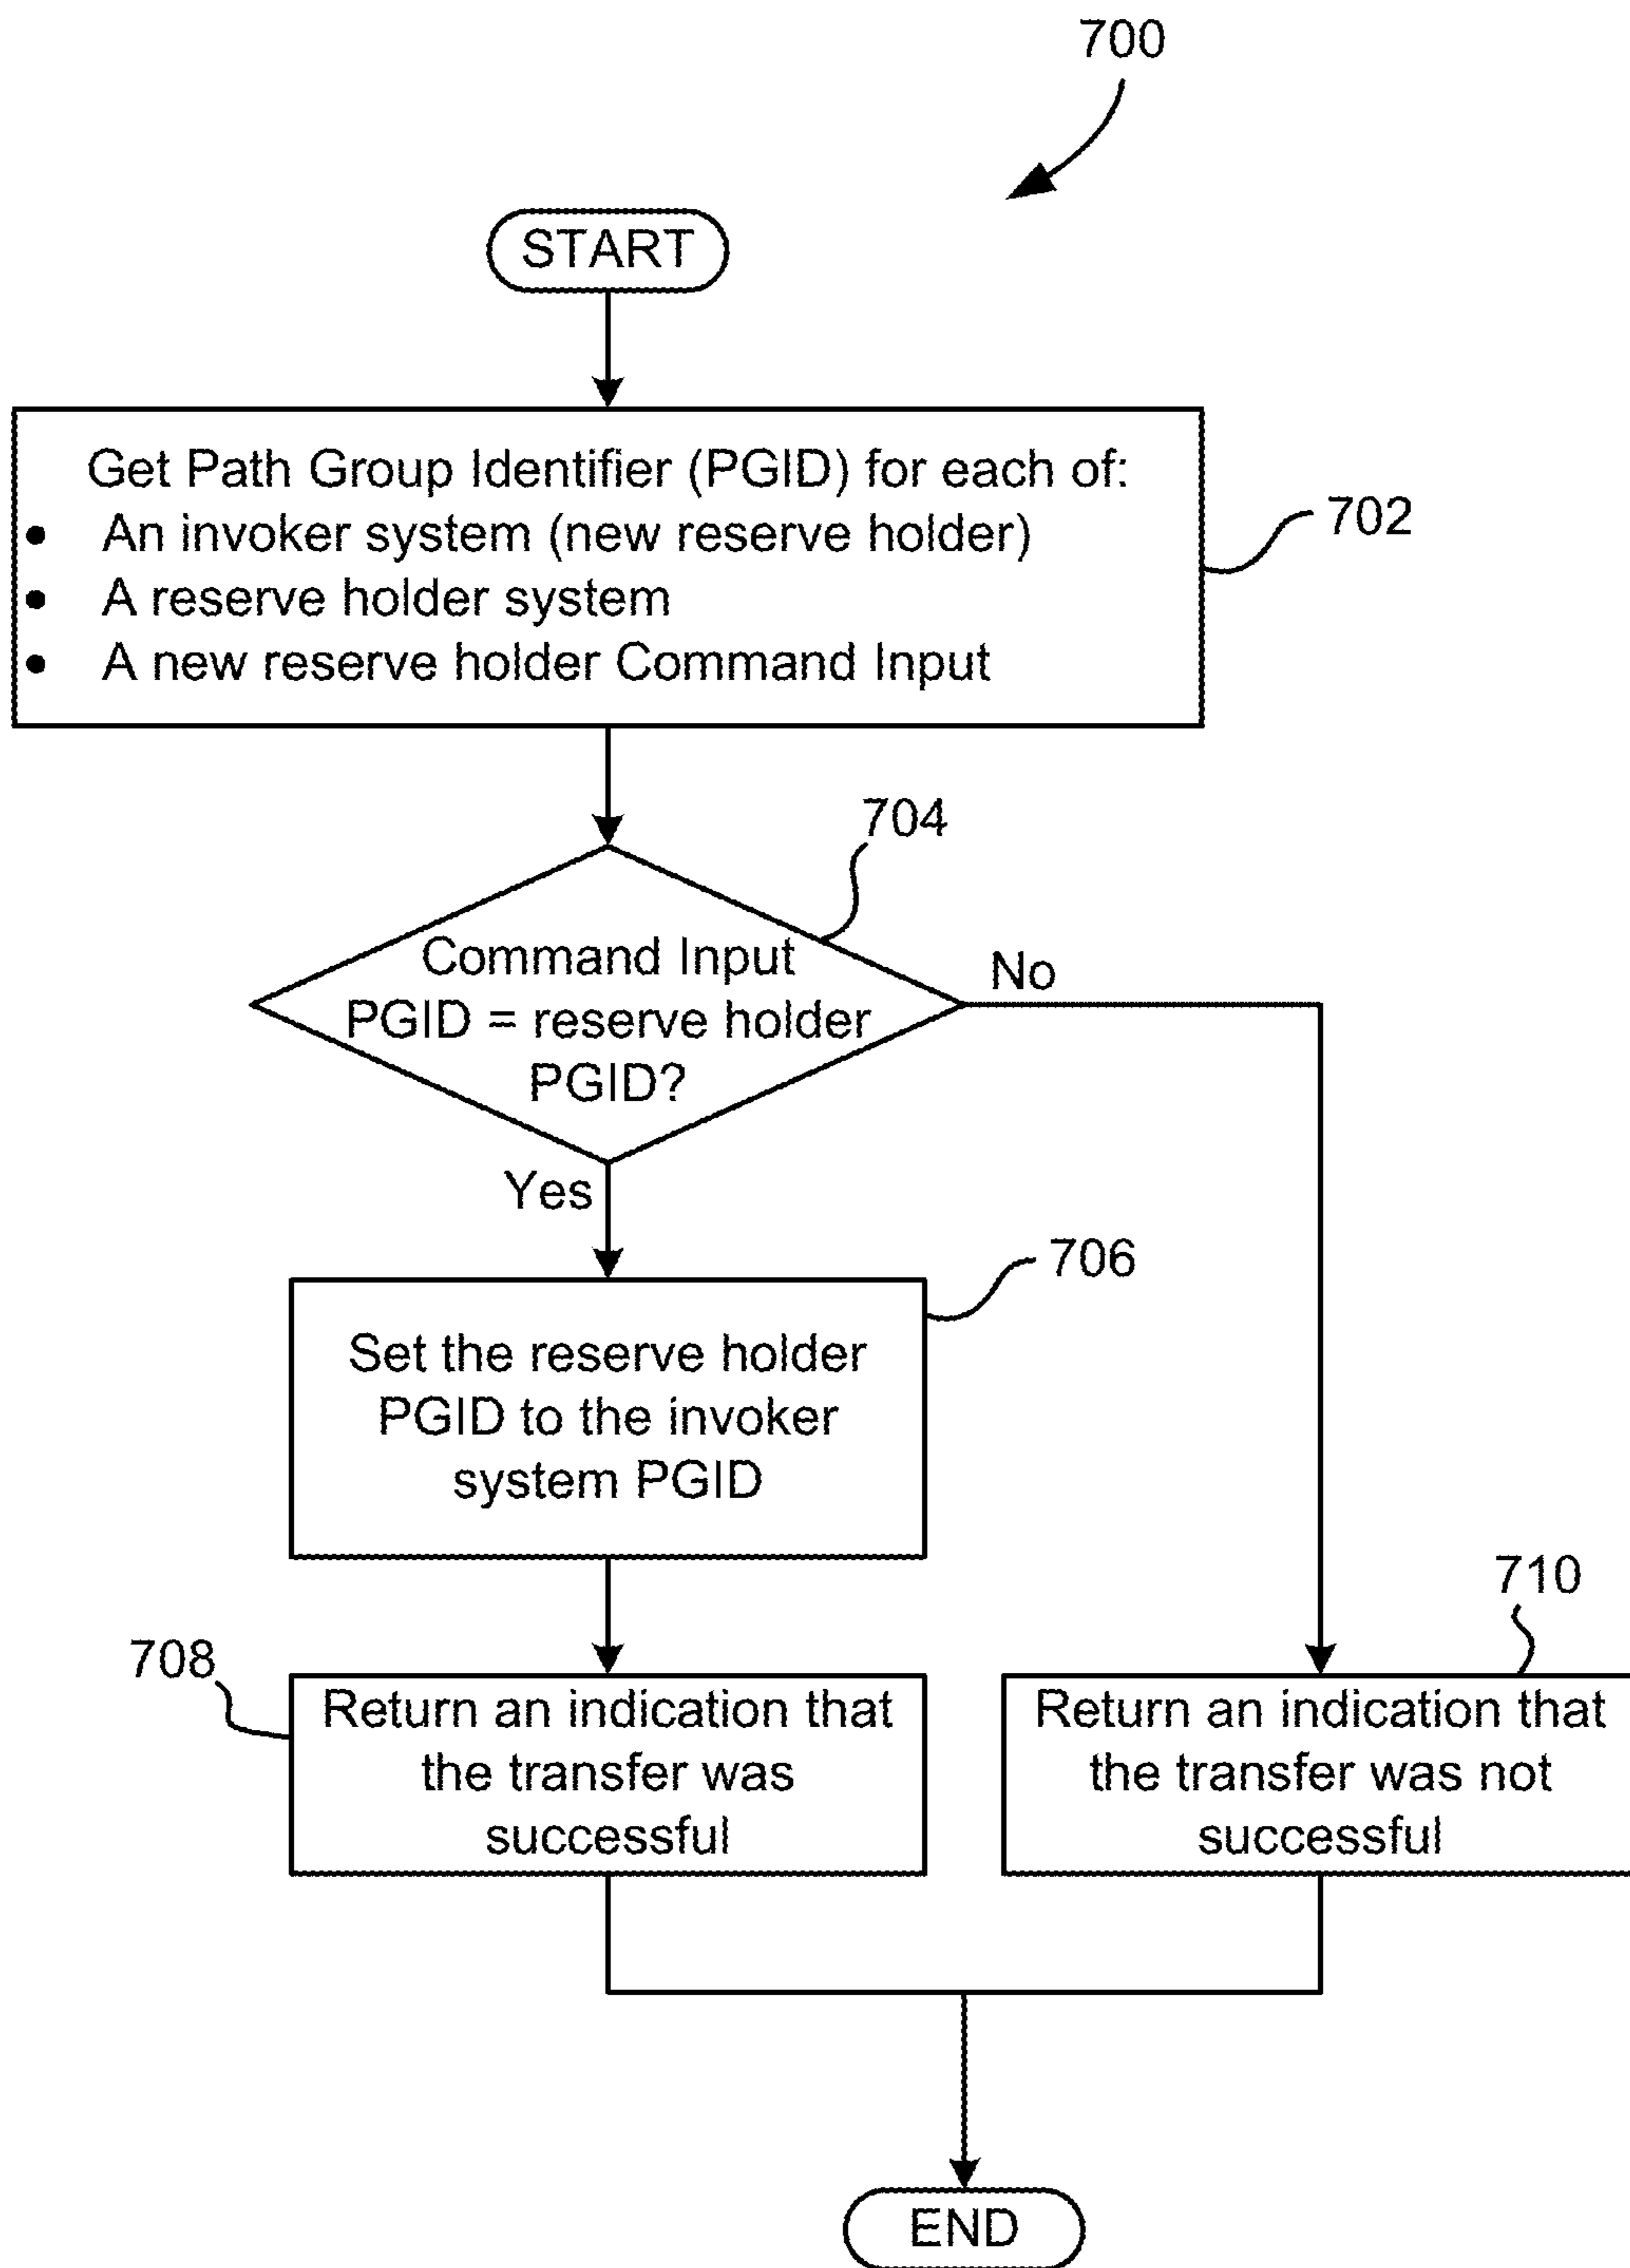 700
START
Get Path Group Identifier (PGID) for each of:
• An invoker system (new reserve holder)
• A reserve holder system
• A new reserve holder Command Input
702
704
Command Input
PGID = reserve holder
PGID?
No
Yes
706
Set the reserve holder
PGID to the invoker
system PGID
708
Return an indication that
the transfer was
successful
710
Return an indication that
the transfer was not
successful
END